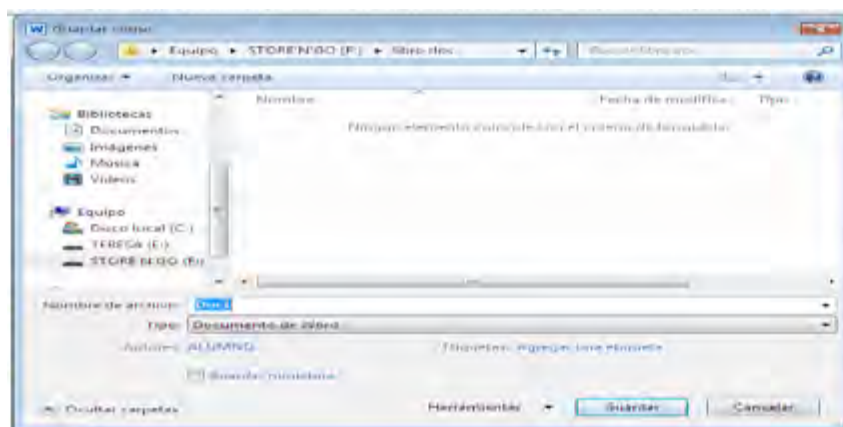 Guardar como
Equipo ▸ STORE'N'GO (F:) ▸ libro dos
Organizar Nueva carpeta
Nombre Fecha de modifica... Tipo
Ningún elemento coincide con el criterio de búsqueda.
Bibliotecas
Documentos
Imágenes
Música
Vídeos
Equipo
Disco local (C:)
TERESA (E:)
STORE'N'GO (F:)
Nombre de archivo: Doc1
Tipo: Documento de Word
Autores: ALUMNO Etiquetas: Agregar una etiqueta
Guardar miniatura
Ocultar carpetas Herramientas Guardar Cancelar